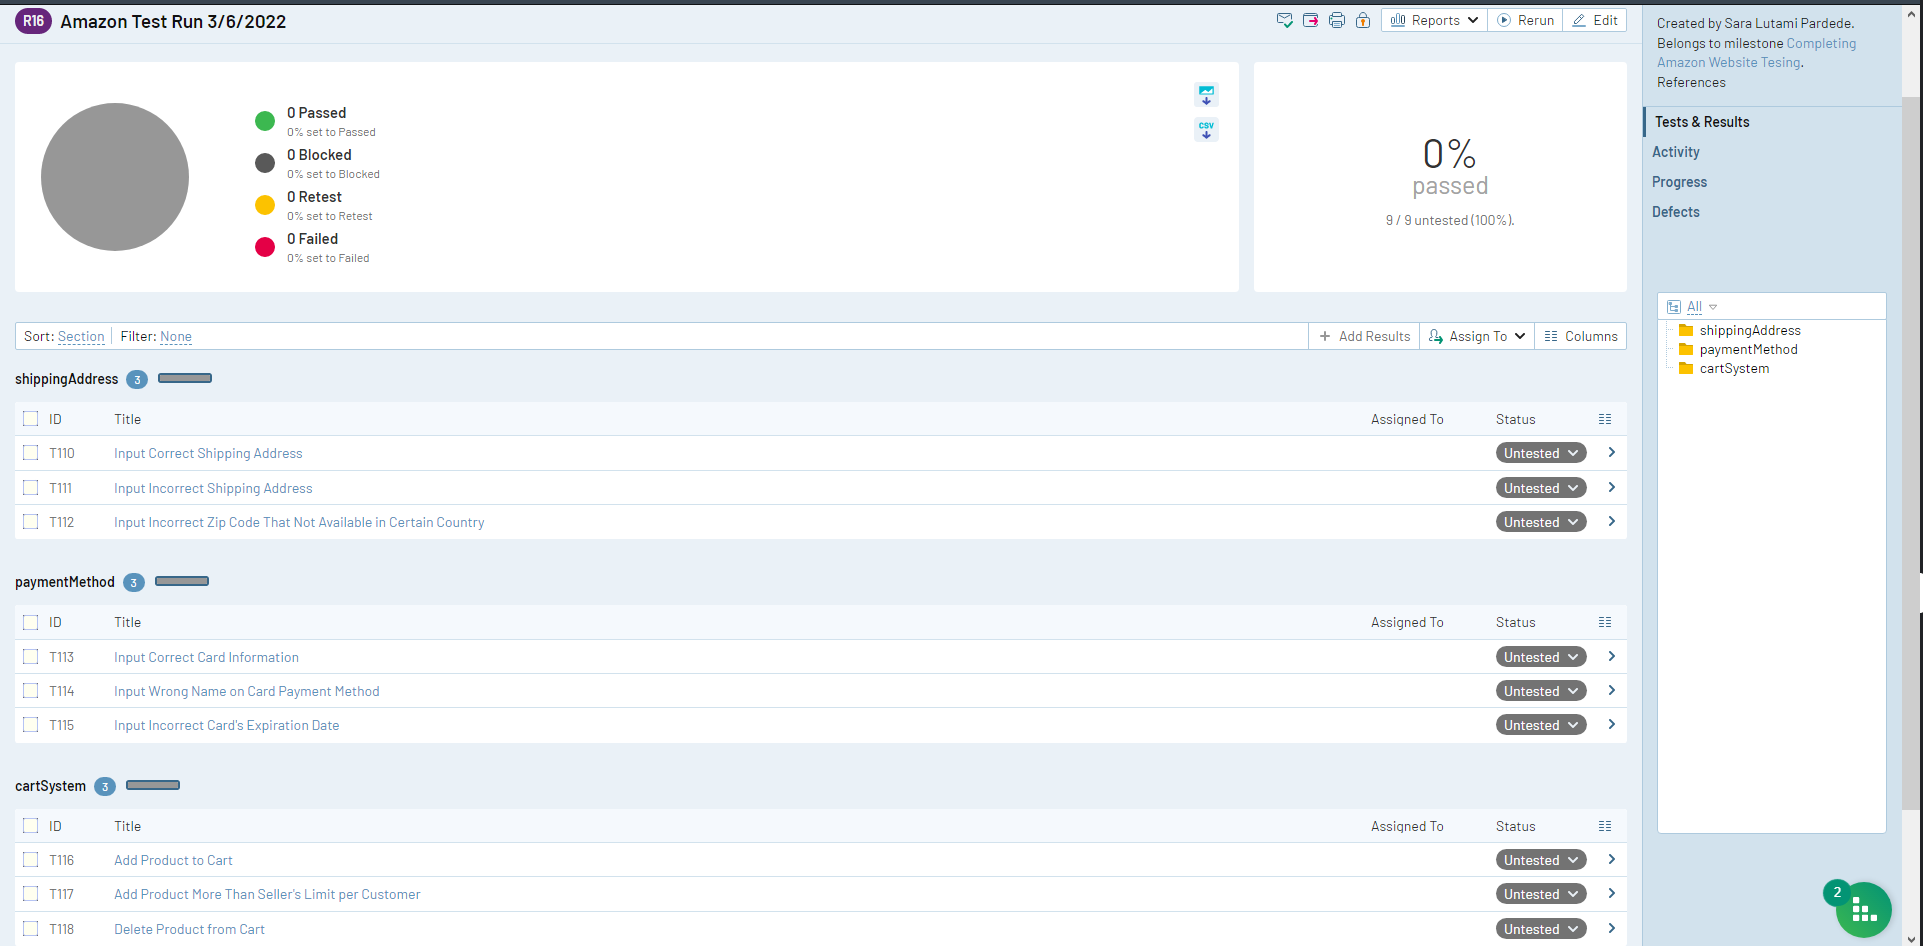 R16 Amazon Test Run 3/6/2022
Reports Rerun Edit
0 Passed
0% set to Passed
0 Blocked
0% set to Blocked
0 Retest
0% set to Retest
0 Failed
0% set to Failed
CSV
0%
passed
9 / 9 untested (100%).
Sort: Section Filter: None
Add Results Assign To Columns
shippingAddress 3
ID Title Assigned To Status
T110 Input Correct Shipping Address Untested
T111 Input Incorrect Shipping Address Untested
T112 Input Incorrect Zip Code That Not Available in Certain Country Untested
paymentMethod 3
ID Title Assigned To Status
T113 Input Correct Card Information Untested
T114 Input Wrong Name on Card Payment Method Untested
T115 Input Incorrect Card's Expiration Date Untested
cartSystem 3
ID Title Assigned To Status
T116 Add Product to Cart Untested
T117 Add Product More Than Seller's Limit per Customer Untested
T118 Delete Product from Cart Untested
Created by Sara Lutami Pardede.
Belongs to milestone Completing
Amazon Website Tesing.
References
Tests & Results
Activity
Progress
Defects
All
shippingAddress
paymentMethod
cartSystem
2